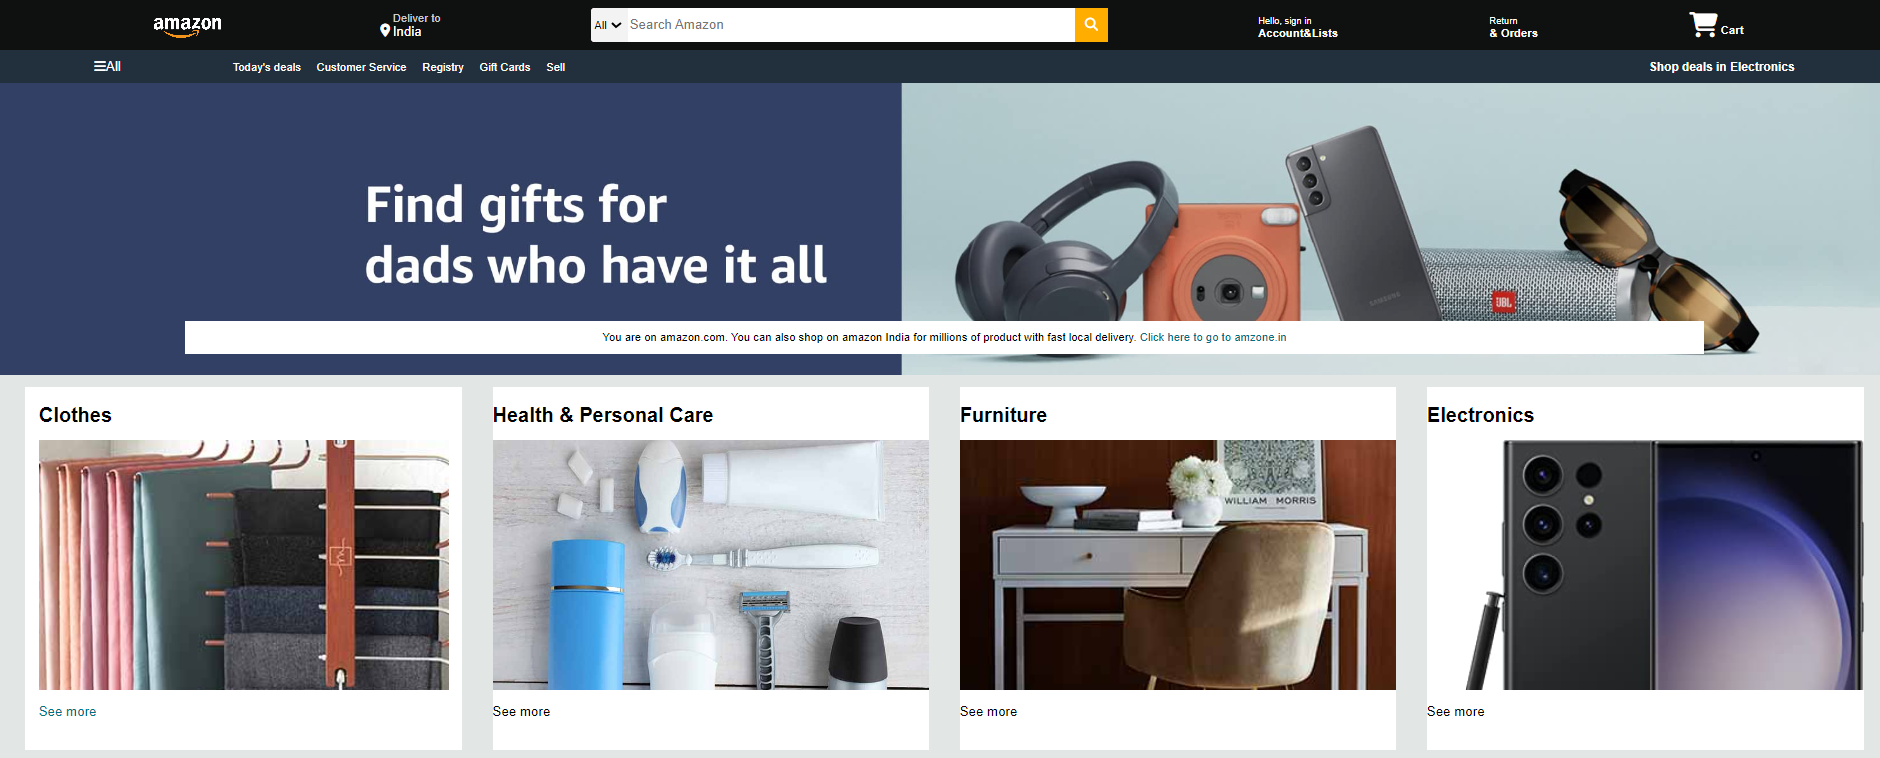 amazon
Deliver to
India
All
Search Amazon
Hello, sign in
Account&Lists
Return
& Orders
Cart
All
Today's deals
Customer Service
Registry
Gift Cards
Sell
Shop deals in Electronics
Find gifts for
dads who have it all
SAMSUNG
JBL
You are on amazon.com. You can also shop on amazon India for millions of product with fast local delivery. Click here to go to amzone.in
Clothes
Health & Personal Care
Furniture
Electronics
WILLIAM MORRIS
See more
See more
See more
See more